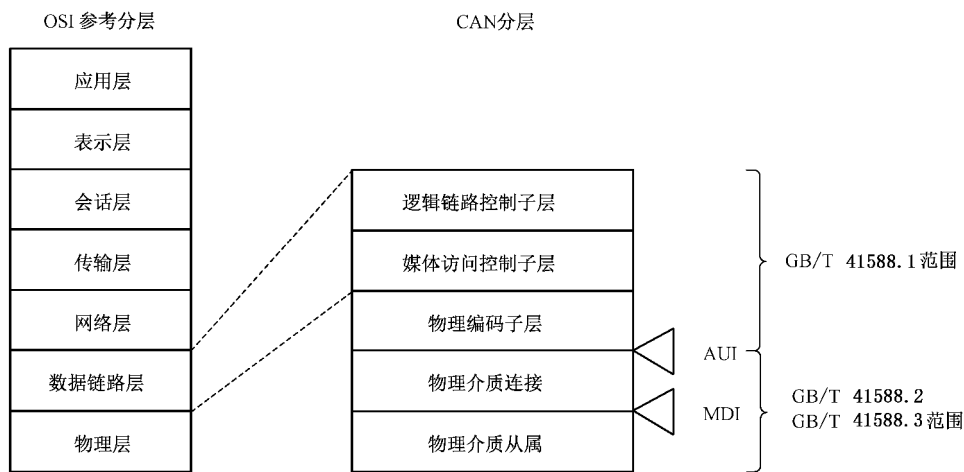 OSI 参考分层
CAN分层
应用层
表示层
会话层
传输层
网络层
数据链路层
物理层
逻辑链路控制子层
媒体访问控制子层
物理编码子层
物理介质连接
物理介质从属
AUI
MDI
GB/T 41588.1范围
GB/T 41588.2
GB/T 41588.3范围